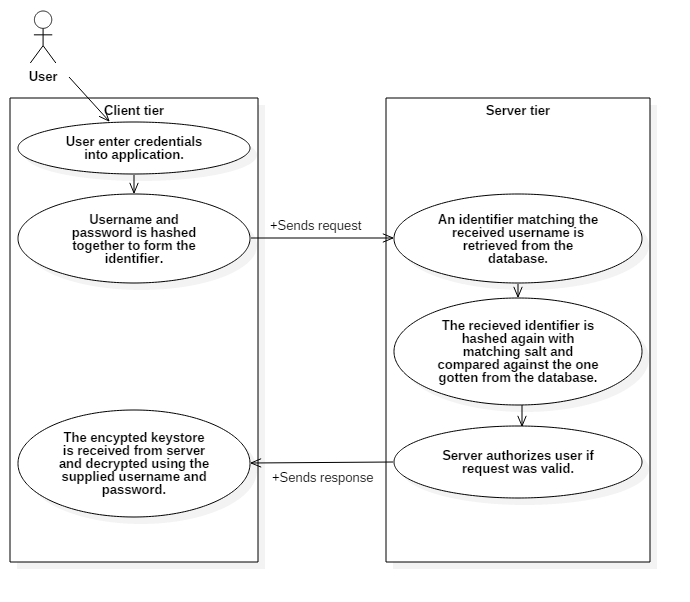 User
Client tier
Server tier
User enter credentials
into application.
Username and
password is hashed
together to form the
identifier.
+Sends request
An identifier matching the
received username is
retrieved from the
database.
The recieved identifier is
hashed again with
matching salt and
compared against the one
gotten from the database.
Server authorizes user if
request was valid.
+Sends response
The encypted keystore
is received from server
and decrypted using the
supplied username and
password.